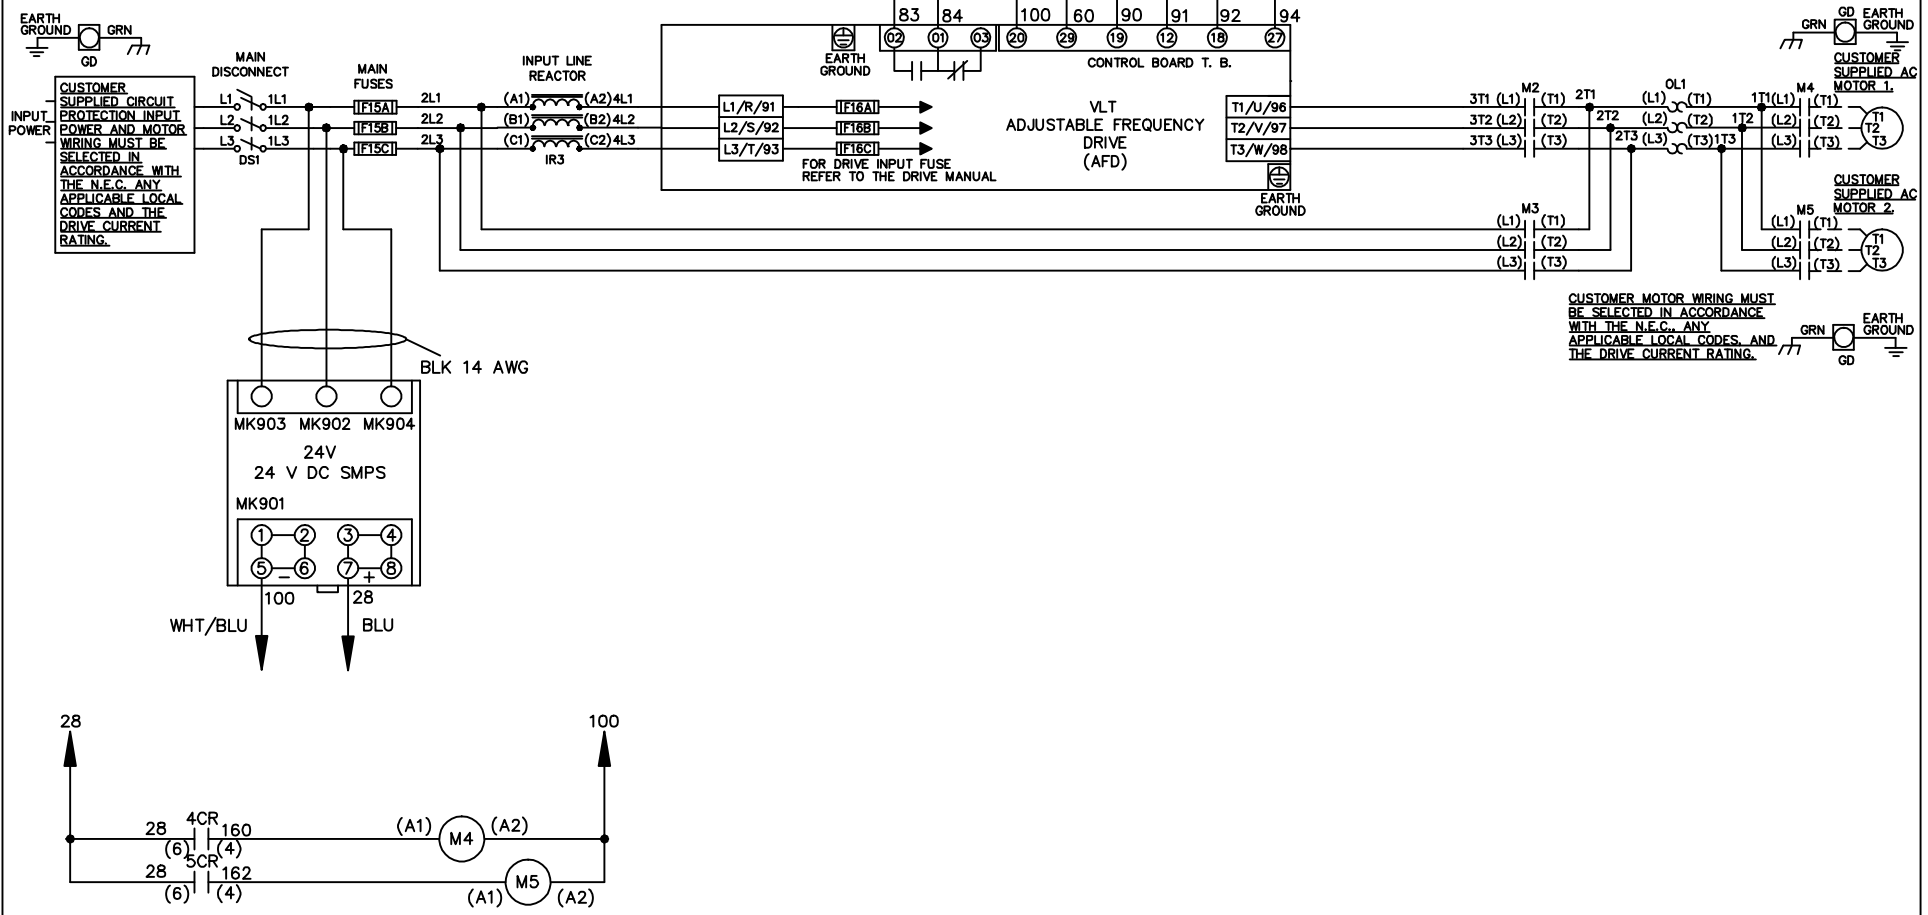 83 84 100 60 90 91 92 94
02 01 03 20 29 19 12 18 27
EARTH
GROUND
GRN
GD
EARTH
GROUND
CONTROL BOARD T. B.
GD
EARTH
GROUND
GRN
INPUT
POWER
CUSTOMER
SUPPLIED CIRCUIT
PROTECTION INPUT
POWER AND MOTOR
WIRING MUST BE
SELECTED IN
ACCORDANCE WITH
THE N.E.C. ANY
APPLICABLE LOCAL
CODES AND THE
DRIVE CURRENT
RATING.
MAIN
DISCONNECT
L1 1L1
L2 1L2
L3 1L3
DS1
MAIN
FUSES
F15A
F15B
F15C
2L1
2L2
2L3
INPUT LINE
REACTOR
(A1) (A2) 4L1
(B1) (B2) 4L2
(C1) (C2) 4L3
IR3
L1/R/91
L2/S/92
L3/T/93
F16A
F16B
F16C
FOR DRIVE INPUT FUSE
REFER TO THE DRIVE MANUAL
VLT
ADJUSTABLE FREQUENCY
DRIVE
(AFD)
T1/U/96
T2/V/97
T3/W/98
EARTH
GROUND
M2
3T1 (L1) (T1) 2T1
3T2 (L2) (T2) 2T2
3T3 (L3) (T3) 2T3
OL1
(L1) (T1) 1T1
(L2) (T2) 1T2
(L3) (T3) 1T3
CUSTOMER
SUPPLIED AC
MOTOR 1.
M4
(L1) (T1)
(L2) (T2)
(L3) (T3)
T1
T2
T3
M3
(L1) (T1)
(L2) (T2)
(L3) (T3)
CUSTOMER
SUPPLIED AC
MOTOR 2.
M5
(L1) (T1)
(L2) (T2)
(L3) (T3)
T1
T2
T3
CUSTOMER MOTOR WIRING MUST
BE SELECTED IN ACCORDANCE
WITH THE N.E.C., ANY
APPLICABLE LOCAL CODES, AND
THE DRIVE CURRENT RATING.
GRN
GD
EARTH
GROUND
BLK 14 AWG
MK903 MK902 MK904
24V
24 V DC SMPS
MK901
1 2 3 4
5 6 7 8
− +
100 28
WHT/BLU BLU
28 100
4CR
28 160 (A1) M4 (A2)
(6) (4)
5CR
28 162 M5
(6) (4) (A1) (A2)